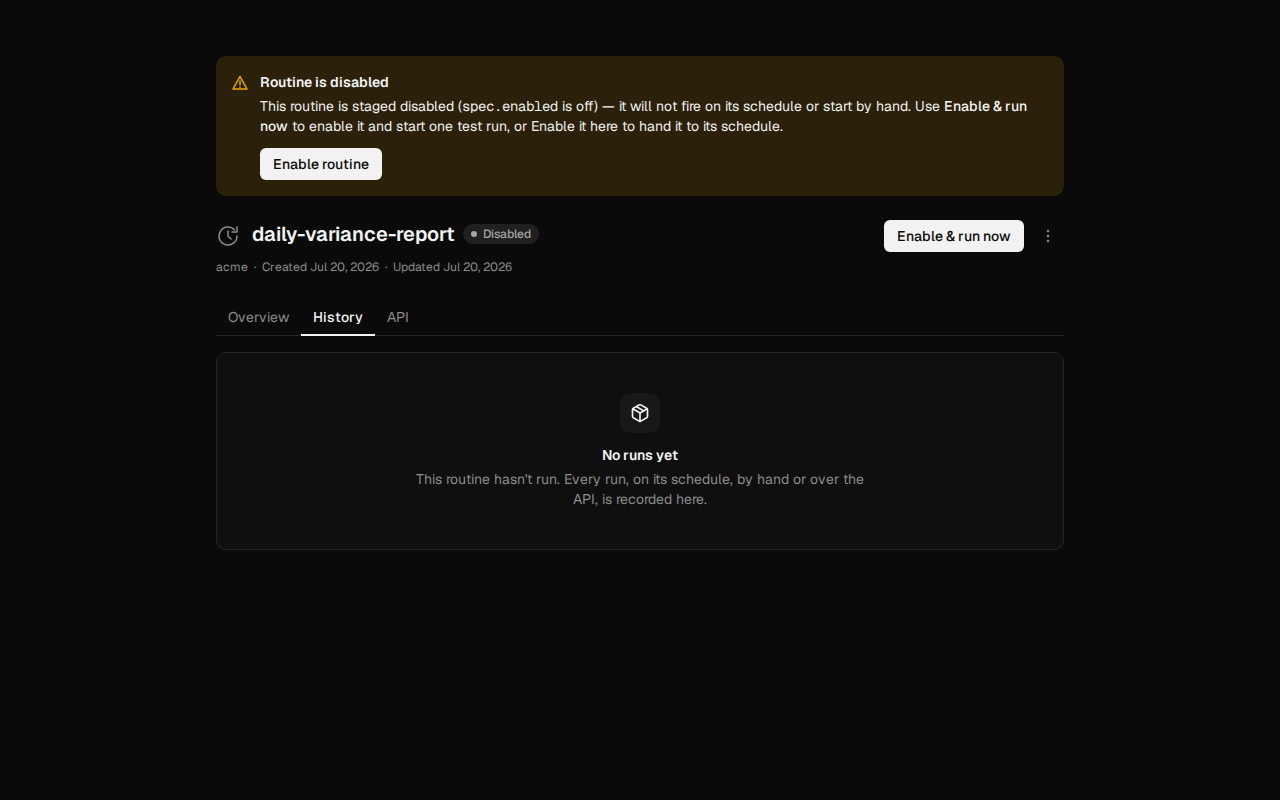 Routine is disabled
This routine is staged disabled (spec.enabled is off) — it will not fire on its schedule or start by hand. Use Enable & run
now to enable it and start one test run, or Enable it here to hand it to its schedule.
Enable routine
daily-variance-report
Disabled
Enable & run now
acme · Created Jul 20, 2026 · Updated Jul 20, 2026
Overview
History
API
No runs yet
This routine hasn't run. Every run, on its schedule, by hand or over the
API, is recorded here.